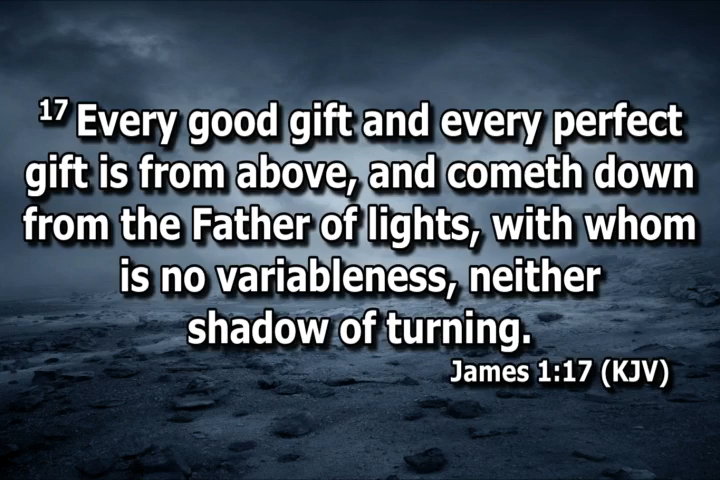 17 Every good gift and every perfect
gift is from above, and cometh down
from the Father of lights, with whom
is no variableness, neither
shadow of turning.
James 1:17 (KJV)